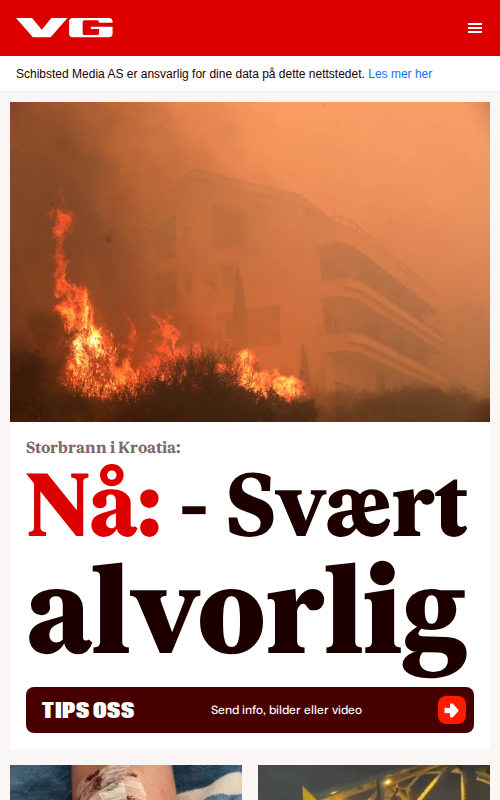 VG
Schibsted Media AS er ansvarlig for dine data på dette nettstedet. Les mer her
Storbrann i Kroatia:
Nå: - Svært
alvorlig
TIPS OSS
Send info, bilder eller video